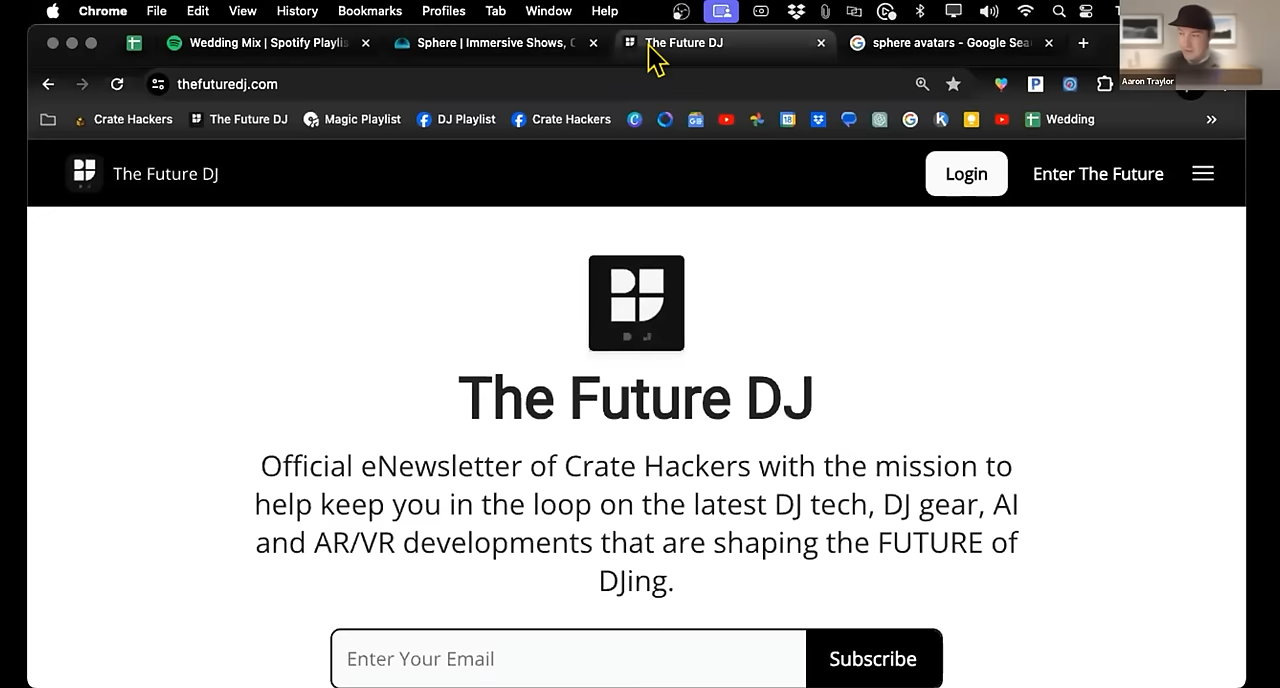 Chrome File Edit View History Bookmarks Profiles Tab Window Help
Wedding Mix | Spotify Playlis
Sphere | Immersive Shows, C
The Future DJ
sphere avatars - Google Sea
Aaron Traylor
thefuturedj.com
Crate Hackers The Future DJ Magic Playlist DJ Playlist Crate Hackers Wedding
The Future DJ
Login Enter The Future
The Future DJ
Official eNewsletter of Crate Hackers with the mission to
help keep you in the loop on the latest DJ tech, DJ gear, AI
and AR/VR developments that are shaping the FUTURE of
DJing.
Enter Your Email Subscribe